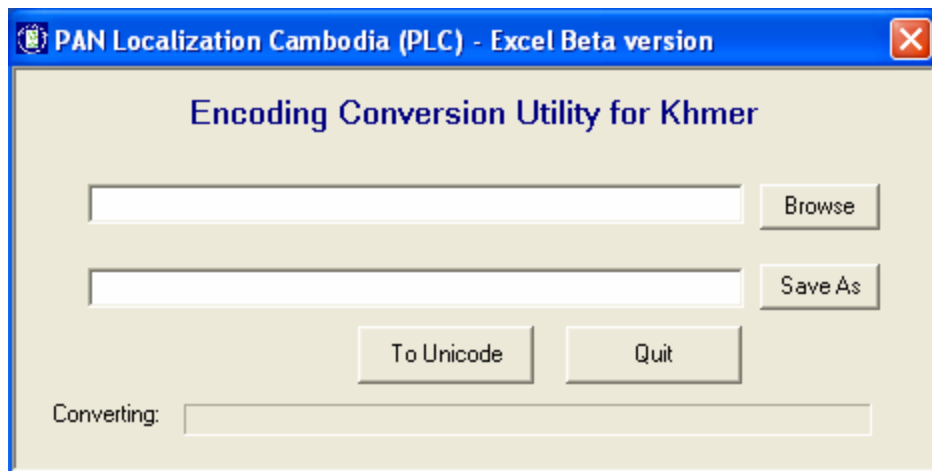 PAN Localization Cambodia (PLC) - Excel Beta version
Encoding Conversion Utility for Khmer
Browse
Save As
To Unicode Quit
Converting: